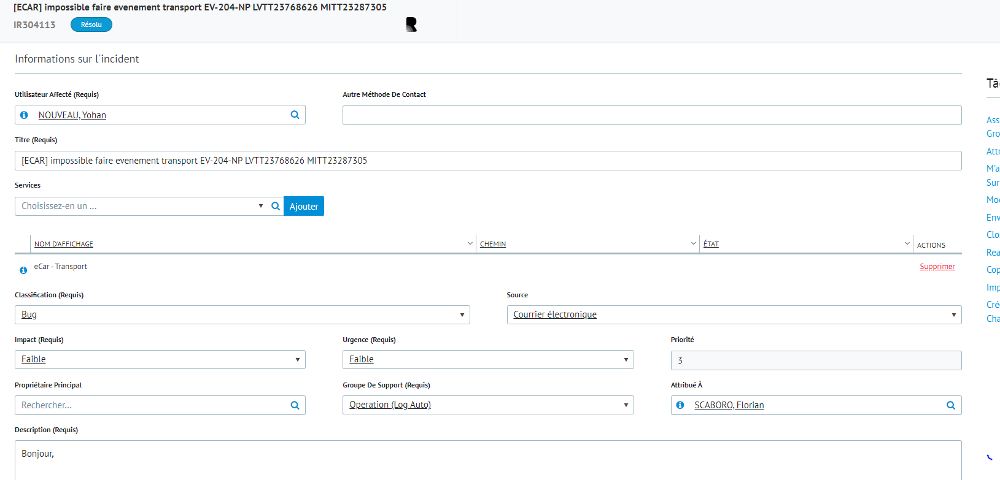 [ECAR] impossible faire evenement transport EV-204-NP LVTT23768626 MITT23287305
IR304113 Résolu
Informations sur l'incident
Utilisateur Affecté (Requis) Autre Méthode De Contact
NOUVEAU, Yohan
Titre (Requis)
[ECAR] impossible faire evenement transport EV-204-NP LVTT23768626 MITT23287305
Services
Choisissez-en un ... Ajouter
NOM D'AFFICHAGE CHEMIN ÉTAT ACTIONS
eCar - Transport Supprimer
Classification (Requis) Source
Bug Courrier électronique
Impact (Requis) Urgence (Requis) Priorité
Faible Faible 3
Propriétaire Principal Groupe De Support (Requis) Attribué À
Rechercher... Operation (Log Auto) SCABORO, Florian
Description (Requis)
Bonjour,
Tâ
Ass
Gro
Attr
M'a
Sur
Mod
Env
Clo
Rea
Cop
Imp
Cré
Cha